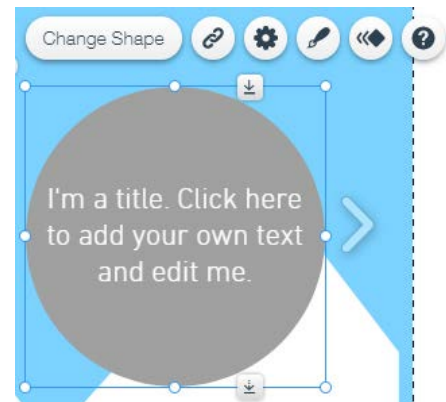 Change Shape
?
I'm a title. Click here
to add your own text
and edit me.